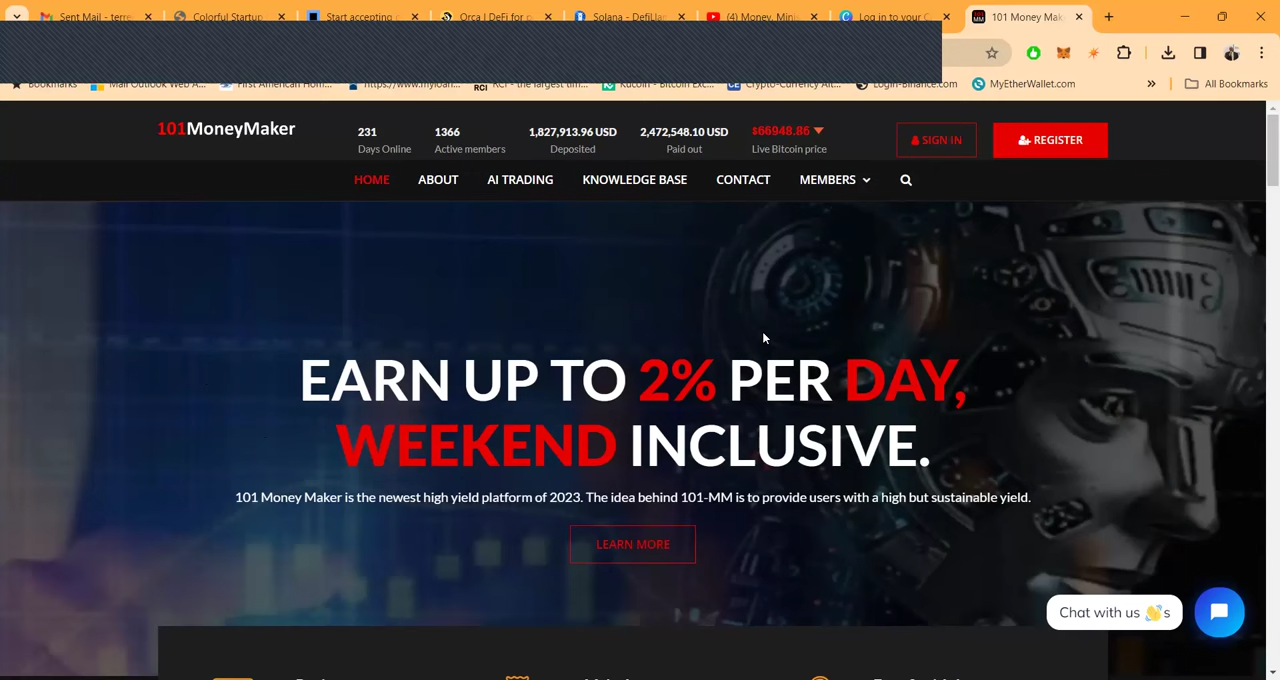 Sent Mail - terre
Colorful Startup
Start accepting
Orca | DeFi for p
Solana - DefiLla
(4) Money, Mini
Log in to your C
101 Money Mak
Bookmarks
Mail Outlook Web A...
First American Hom...
https://www.myloan...
RCI - the largest tim...
Kucoin - Bitcoin Exc...
Crypto-Currency Alt...
Login-Binance.com
MyEtherWallet.com
All Bookmarks
101MoneyMaker
231
Days Online
1366
Active members
1,827,913.96 USD
Deposited
2,472,548.10 USD
Paid out
$66948.86
Live Bitcoin price
SIGN IN
REGISTER
HOME
ABOUT
AI TRADING
KNOWLEDGE BASE
CONTACT
MEMBERS
EARN UP TO 2% PER DAY,
WEEKEND INCLUSIVE.
101 Money Maker is the newest high yield platform of 2023. The idea behind 101-MM is to provide users with a high but sustainable yield.
LEARN MORE
Chat with us 👋s